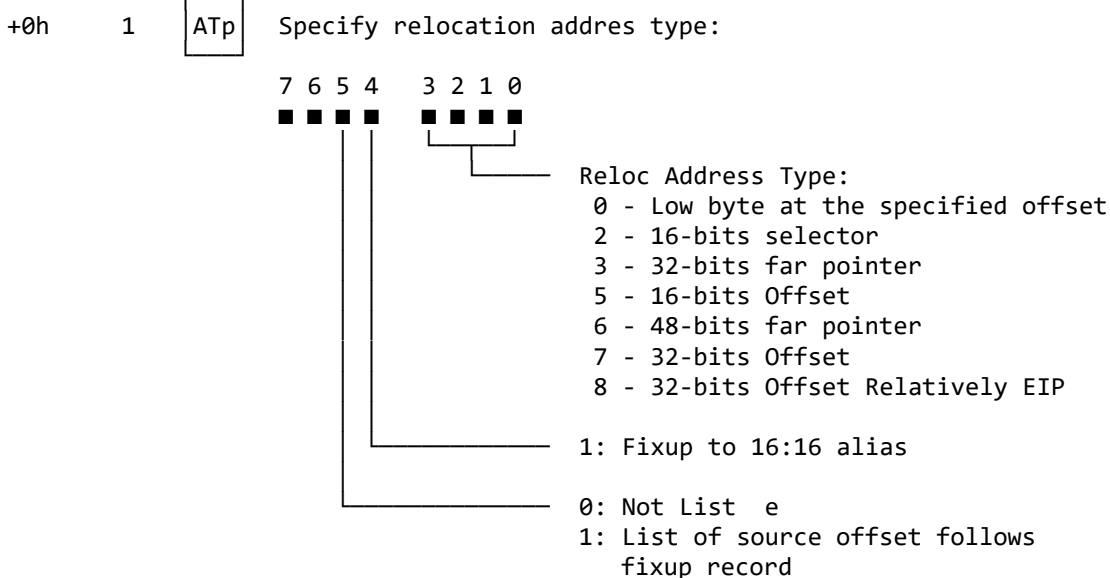 +0h 1 ATp Specify relocation addres type:
7 6 5 4 3 2 1 0
Reloc Address Type:
0 - Low byte at the specified offset
2 - 16-bits selector
3 - 32-bits far pointer
5 - 16-bits Offset
6 - 48-bits far pointer
7 - 32-bits Offset
8 - 32-bits Offset Relatively EIP
1: Fixup to 16:16 alias
0: Not List e
1: List of source offset follows
fixup record